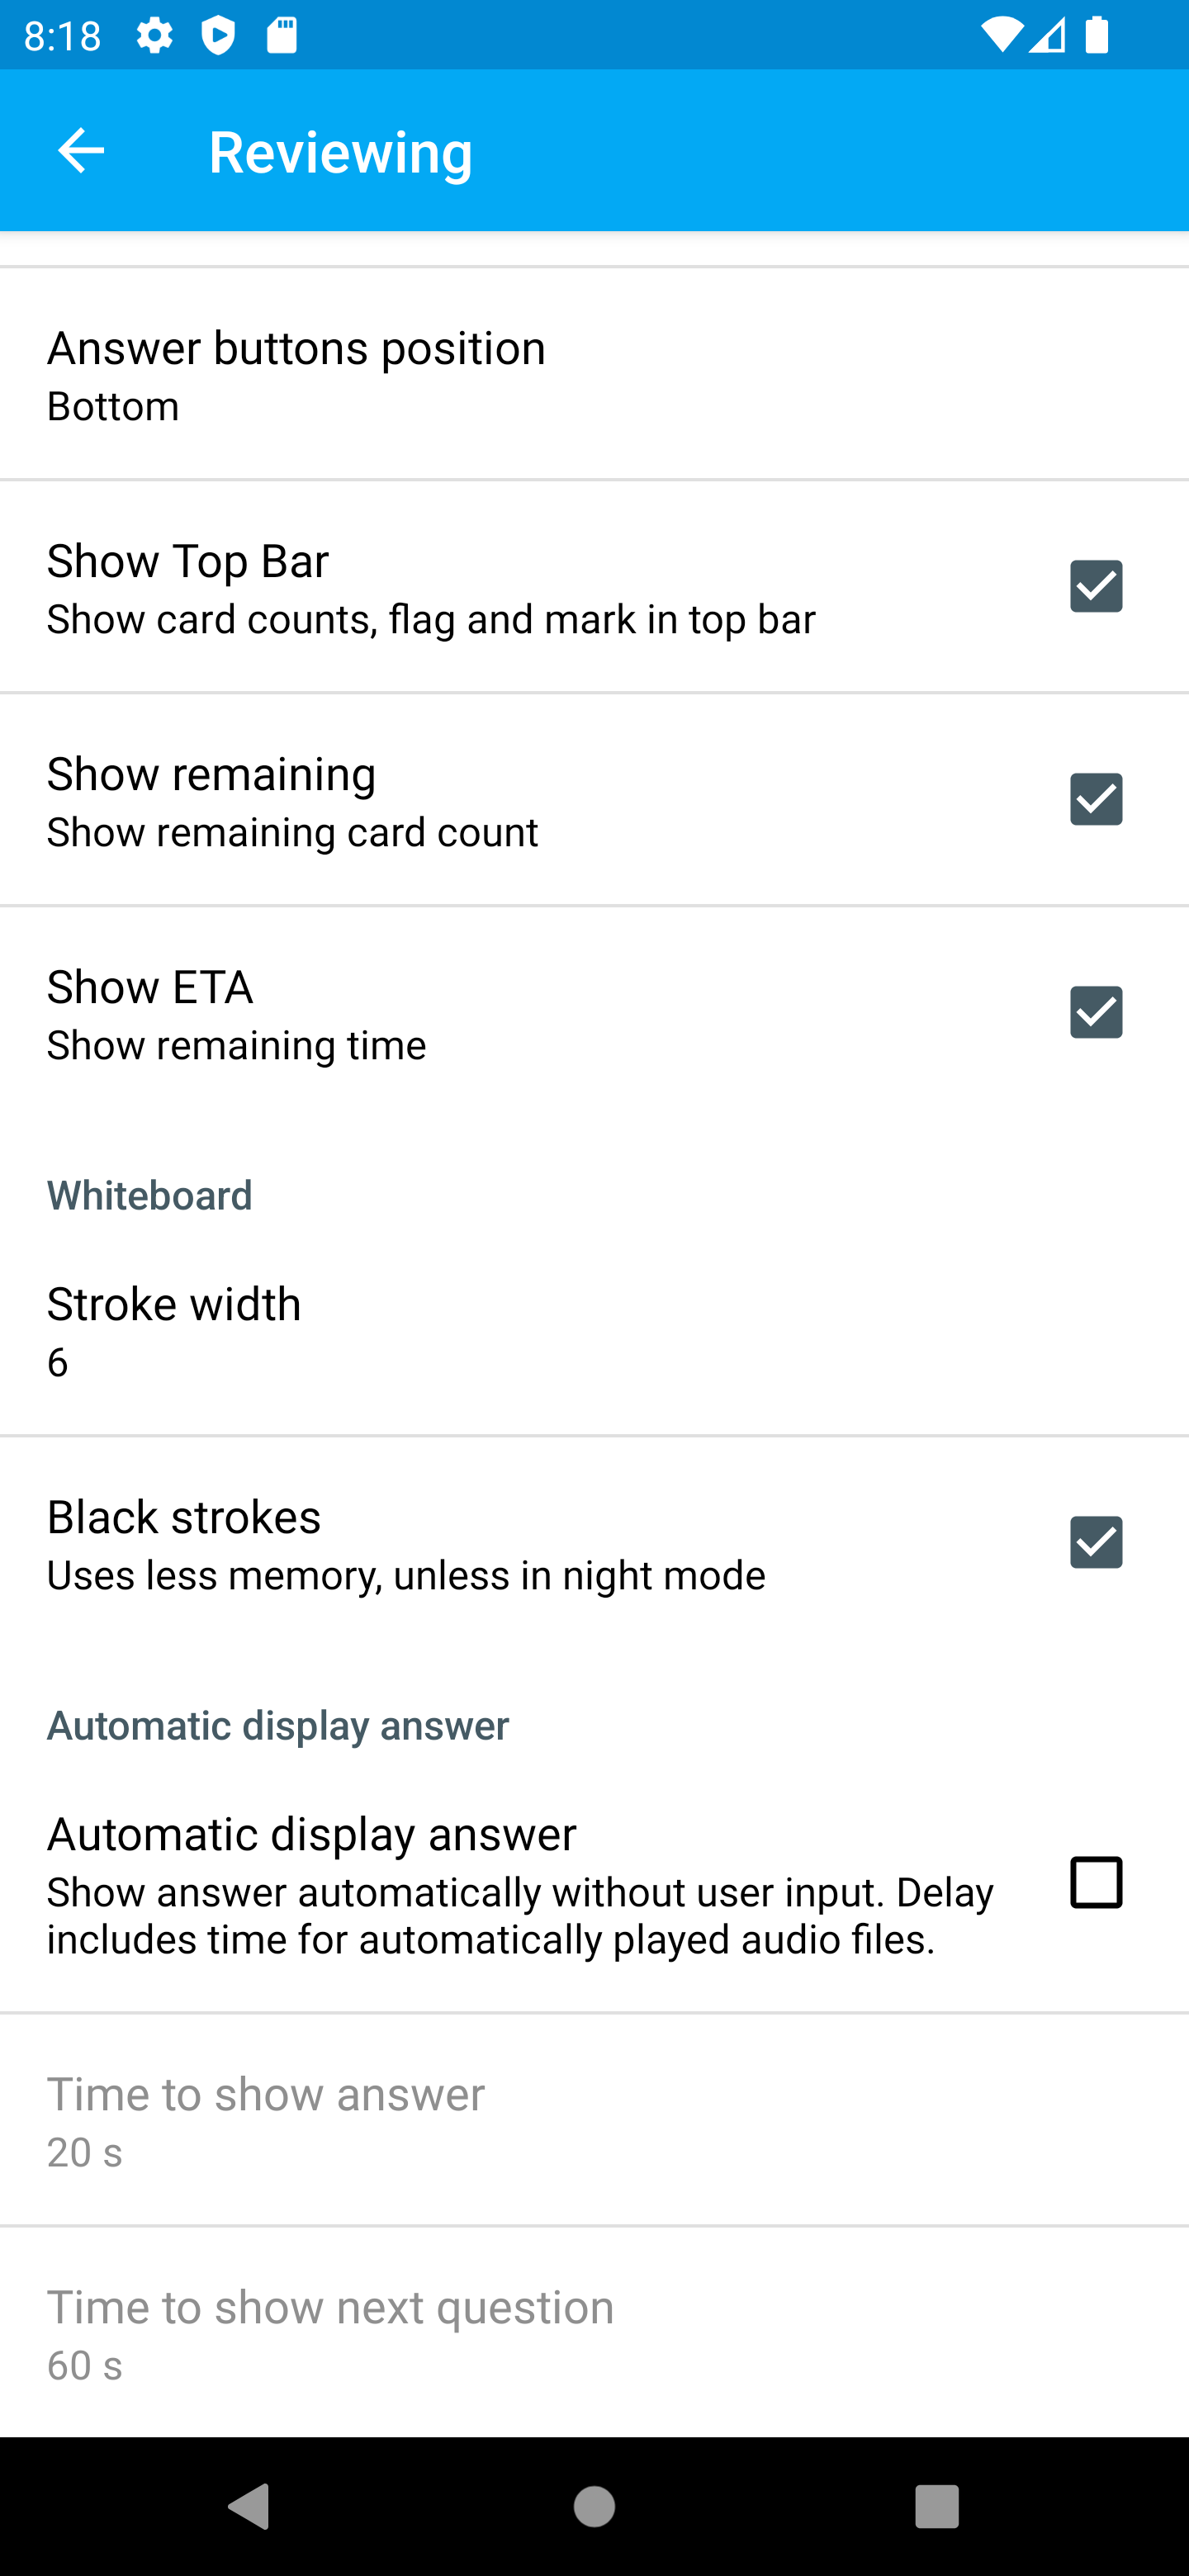 8:18
Reviewing
Answer buttons position
Bottom
Show Top Bar
Show card counts, flag and mark in top bar
Show remaining
Show remaining card count
Show ETA
Show remaining time
Whiteboard
Stroke width
6
Black strokes
Uses less memory, unless in night mode
Automatic display answer
Automatic display answer
Show answer automatically without user input. Delay
includes time for automatically played audio files.
Time to show answer
20 s
Time to show next question
60 s